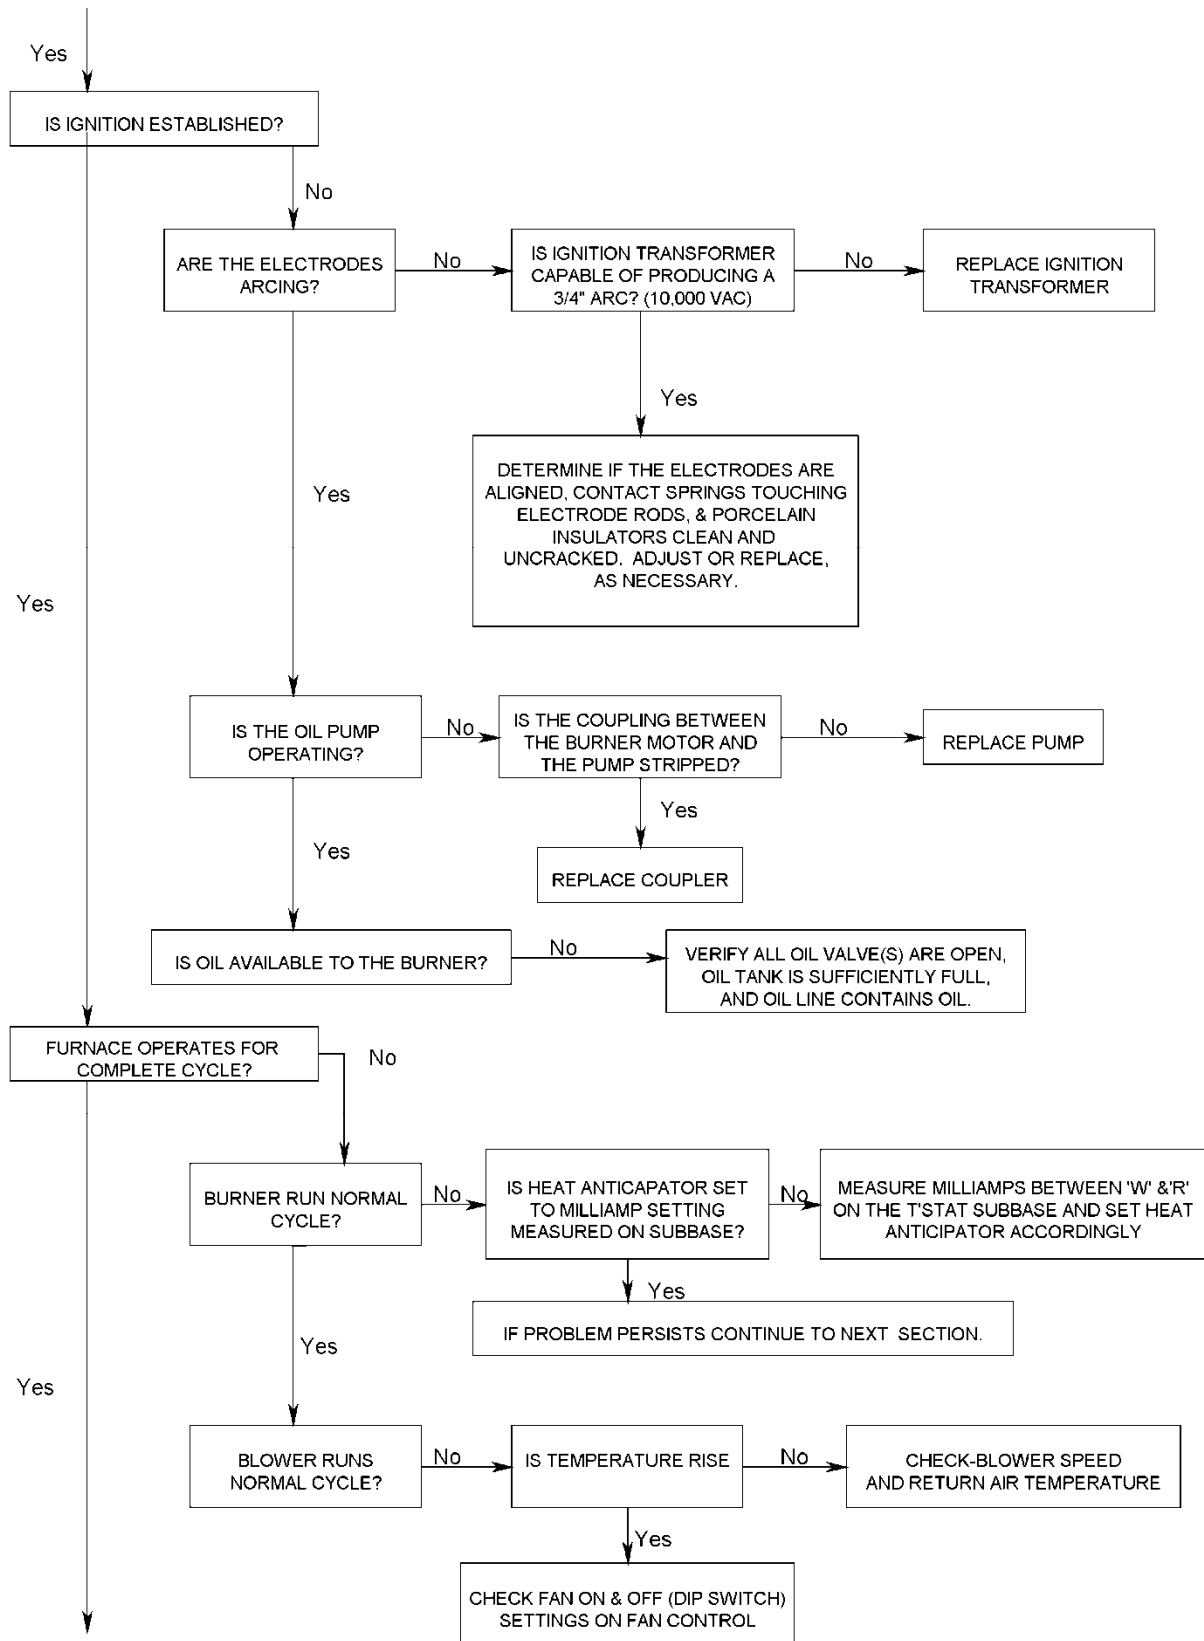 Yes
IS IGNITION ESTABLISHED?
No
ARE THE ELECTRODES
ARCING?
No
IS IGNITION TRANSFORMER
CAPABLE OF PRODUCING A
3/4" ARC? (10,000 VAC)
No
REPLACE IGNITION
TRANSFORMER
Yes
DETERMINE IF THE ELECTRODES ARE
ALIGNED, CONTACT SPRINGS TOUCHING
ELECTRODE RODS, & PORCELAIN
INSULATORS CLEAN AND
UNCRACKED. ADJUST OR REPLACE,
AS NECESSARY.
Yes
Yes
IS THE OIL PUMP
OPERATING?
No
IS THE COUPLING BETWEEN
THE BURNER MOTOR AND
THE PUMP STRIPPED?
No
REPLACE PUMP
Yes
REPLACE COUPLER
Yes
IS OIL AVAILABLE TO THE BURNER?
No
VERIFY ALL OIL VALVE(S) ARE OPEN,
OIL TANK IS SUFFICIENTLY FULL,
AND OIL LINE CONTAINS OIL.
FURNACE OPERATES FOR
COMPLETE CYCLE?
No
BURNER RUN NORMAL
CYCLE?
No
IS HEAT ANTICAPATOR SET
TO MILLIAMP SETTING
MEASURED ON SUBBASE?
No
MEASURE MILLIAMPS BETWEEN 'W' &'R'
ON THE T'STAT SUBBASE AND SET HEAT
ANTICIPATOR ACCORDINGLY
Yes
IF PROBLEM PERSISTS CONTINUE TO NEXT SECTION.
Yes
Yes
BLOWER RUNS
NORMAL CYCLE?
No
IS TEMPERATURE RISE
No
CHECK-BLOWER SPEED
AND RETURN AIR TEMPERATURE
Yes
CHECK FAN ON & OFF (DIP SWITCH)
SETTINGS ON FAN CONTROL